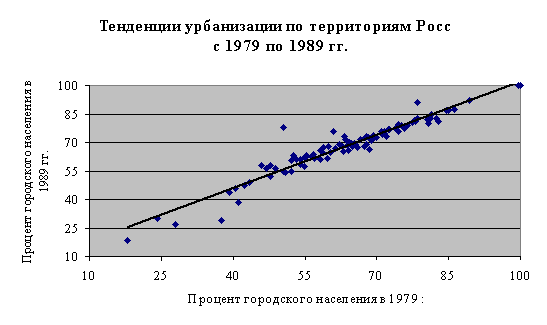 Тенденции урбанизации по территориям Росс
с 1979 по 1989 гг.
Процент городского населения в
1989 гг.
100
85
70
55
40
25
10
10 25 40 55 70 85 100
Процент городского населения в 1979 :